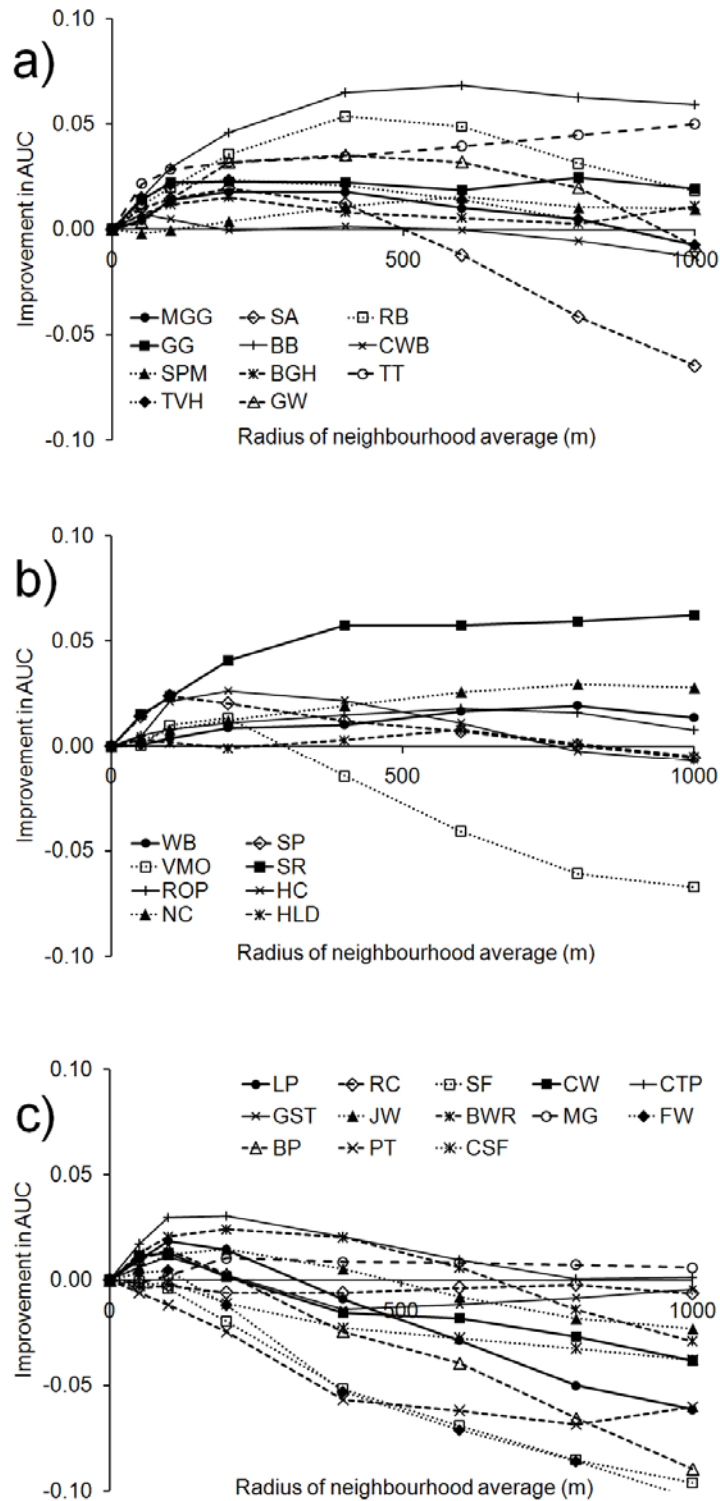 a)
0.10
0.05
0.00
-0.05
-0.10
Improvement in AUC
0 500 1000
MGG SA RB
GG BB CWB
SPM BGH TT
TVH GW
Radius of neighbourhood average (m)
b)
0.10
0.05
0.00
-0.05
-0.10
Improvement in AUC
0 500 1000
WB SP
VMO SR
ROP HC
NC HLD
Radius of neighbourhood average (m)
c)
0.10
0.05
0.00
-0.05
-0.10
Improvement in AUC
LP RC SF CW CTP
GST JW BWR MG FW
BP PT CSF
0 500 1000
Radius of neighbourhood average (m)